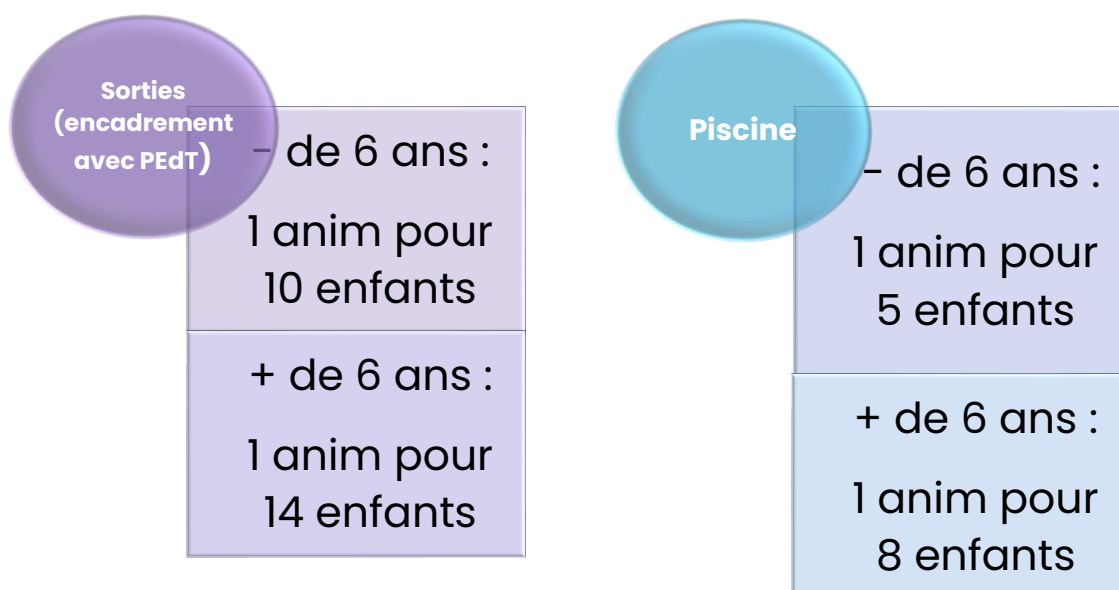 Sorties
(encadrement
avec PEdT)
- de 6 ans :
1 anim pour
10 enfants
+ de 6 ans :
1 anim pour
14 enfants
Piscine
- de 6 ans :
1 anim pour
5 enfants
+ de 6 ans :
1 anim pour
8 enfants